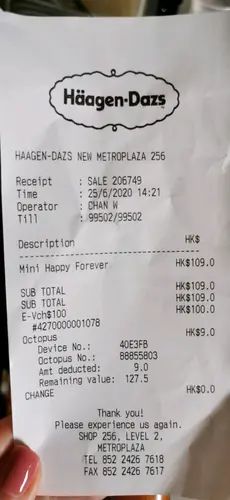 Häagen-Dazs
HAAGEN-DAZS NEW METROPLAZA 256
Receipt : SALE 206749
Time : 25/6/2020 14:21
Operator : CHAN W
Till : 99502/99502
Description HK$
Mini Happy Forever HK$109.0
SUB TOTAL HK$109.0
SUB TOTAL HK$109.0
E-Vch$100 HK$100.0
#4270000001078
Octopus HK$9.0
Device No.: 40E3FB
Octopus No.: B8855803
Amt deducted: 9.0
Remaining value: 127.5
CHANGE HK$0.0
Thank you!
Please experience us again.
SHOP 256, LEVEL 2,
METROPLAZA
TEL 852 2426 7618
FAX 852 2426 7617